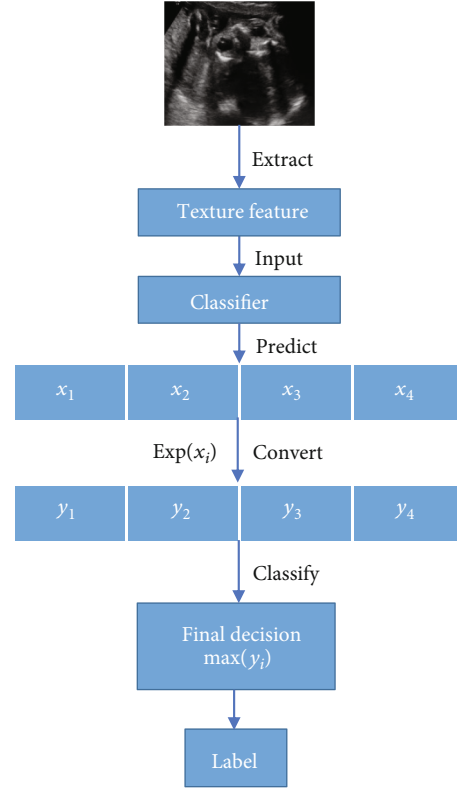 Extract
Texture feature
Input
Classifier
Predict
x₁ x₂ x₃ x₄
Exp(xᵢ) Convert
y₁ y₂ y₃ y₄
Classify
Final decision
max(yᵢ)
Label